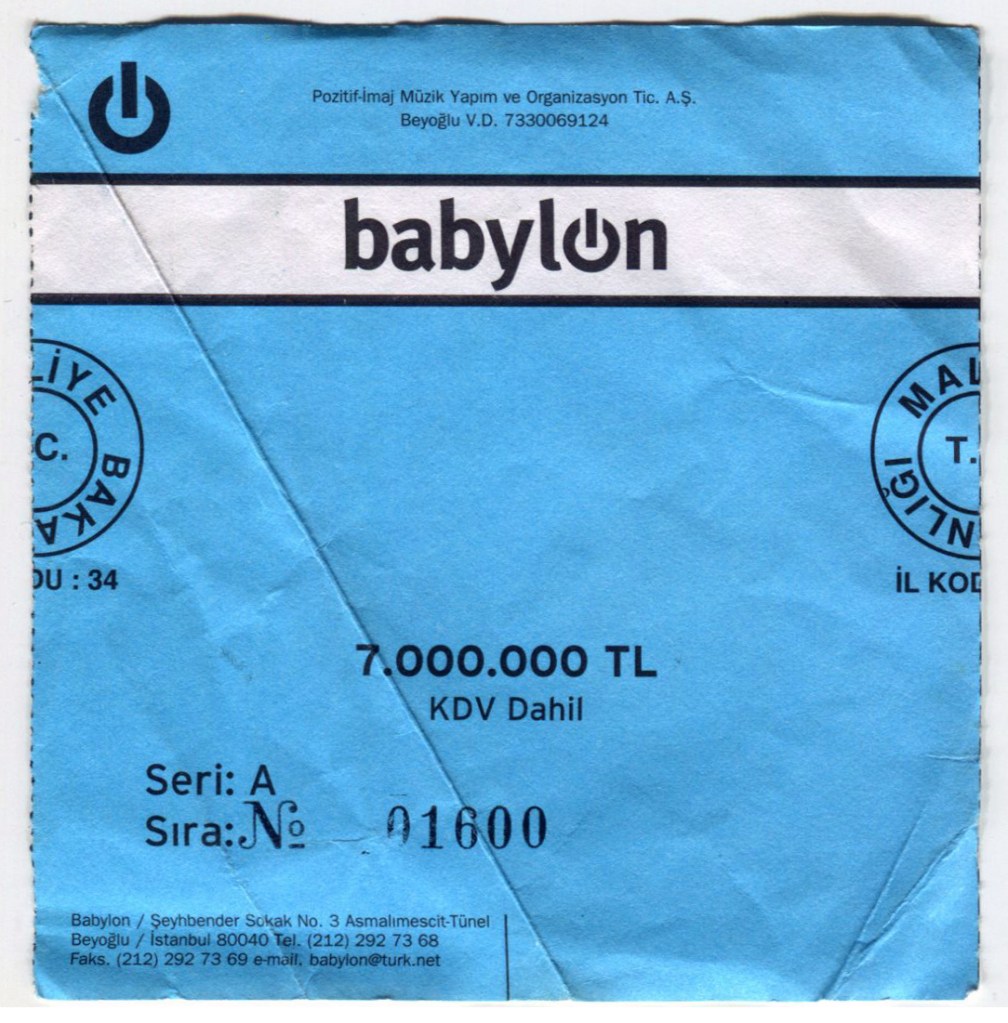 Pozitif-İmaj Müzik Yapım ve Organizasyon Tic. A.Ş.
Beyoğlu V.D. 7330069124
babylon
LİYE BAKA
C.
DU : 34
MAL
NLIĞI
T.
İL KOD
7.000.000 TL
KDV Dahil
Seri: A
Sıra: № 01600
Babylon / Şeyhbender Sokak No. 3 Asmalımescit-Tünel
Beyoğlu / İstanbul 80040 Tel. (212) 292 73 68
Faks. (212) 292 73 69 e-mail. babylon@turk.net